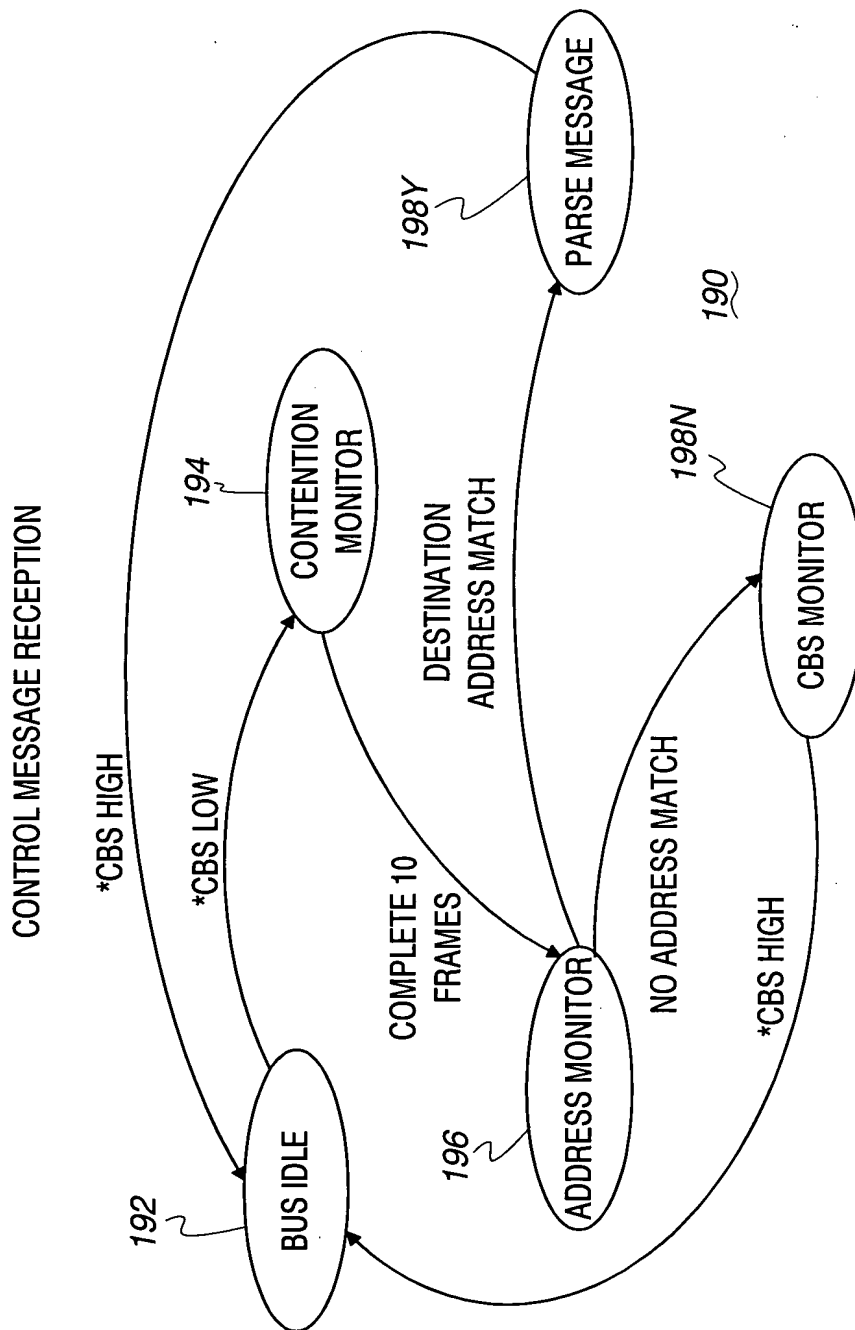 CONTROL MESSAGE RECEPTION
*CBS HIGH
*CBS LOW
192
BUS IDLE
194
CONTENTION
MONITOR
COMPLETE 10
FRAMES
196
ADDRESS MONITOR
DESTINATION
ADDRESS MATCH
198Y
PARSE MESSAGE
NO ADDRESS MATCH
*CBS HIGH
198N
CBS MONITOR
190